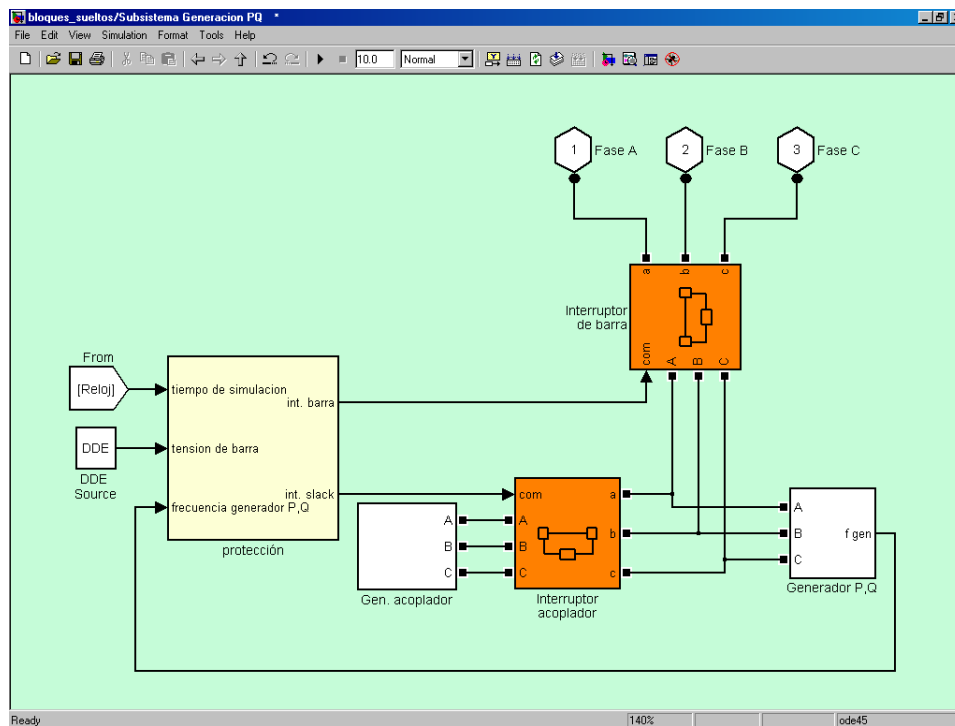 bloques_sueltos/Subsistema Generacion PQ *
File Edit View Simulation Format Tools Help
10.0 Normal
1 Fase A 2 Fase B 3 Fase C
a b c
Interruptor
de barra
com A B C
From
[Reloj]
tiempo de simulacion
int. barra
DDE
tension de barra
DDE
Source
int. slack
frecuencia generador P,Q
protección
A
B
C
Gen. acoplador
com a
A
B b
C c
Interruptor
acoplador
A
B f gen
C
Generador P,Q
Ready 140% ode45